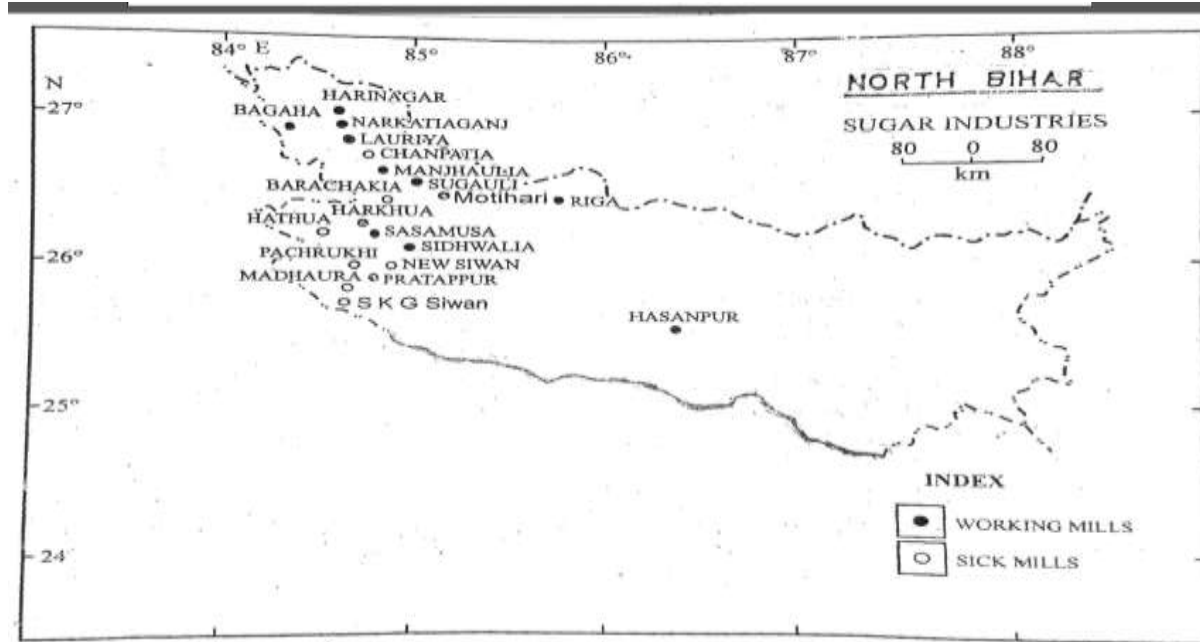 84° E
85°
86°
87°
88°
N
27°
26°
25°
24°
NORTH BIHAR
SUGAR INDUSTRIES
80 0 80
km
HARINAGAR
BAGAHA
NARKATIAGANJ
LAURIYA
CHANPATIA
MANJHAULIA
BARACHAKIA
SUGAULI
Motihari
RIGA
HARKHUA
HATHUA
SASAMUSA
SIDHWALIA
PACHRUKHI
NEW SIWAN
MADHAURA
PRATAPPUR
S K G Siwan
HASANPUR
INDEX
WORKING MILLS
SICK MILLS